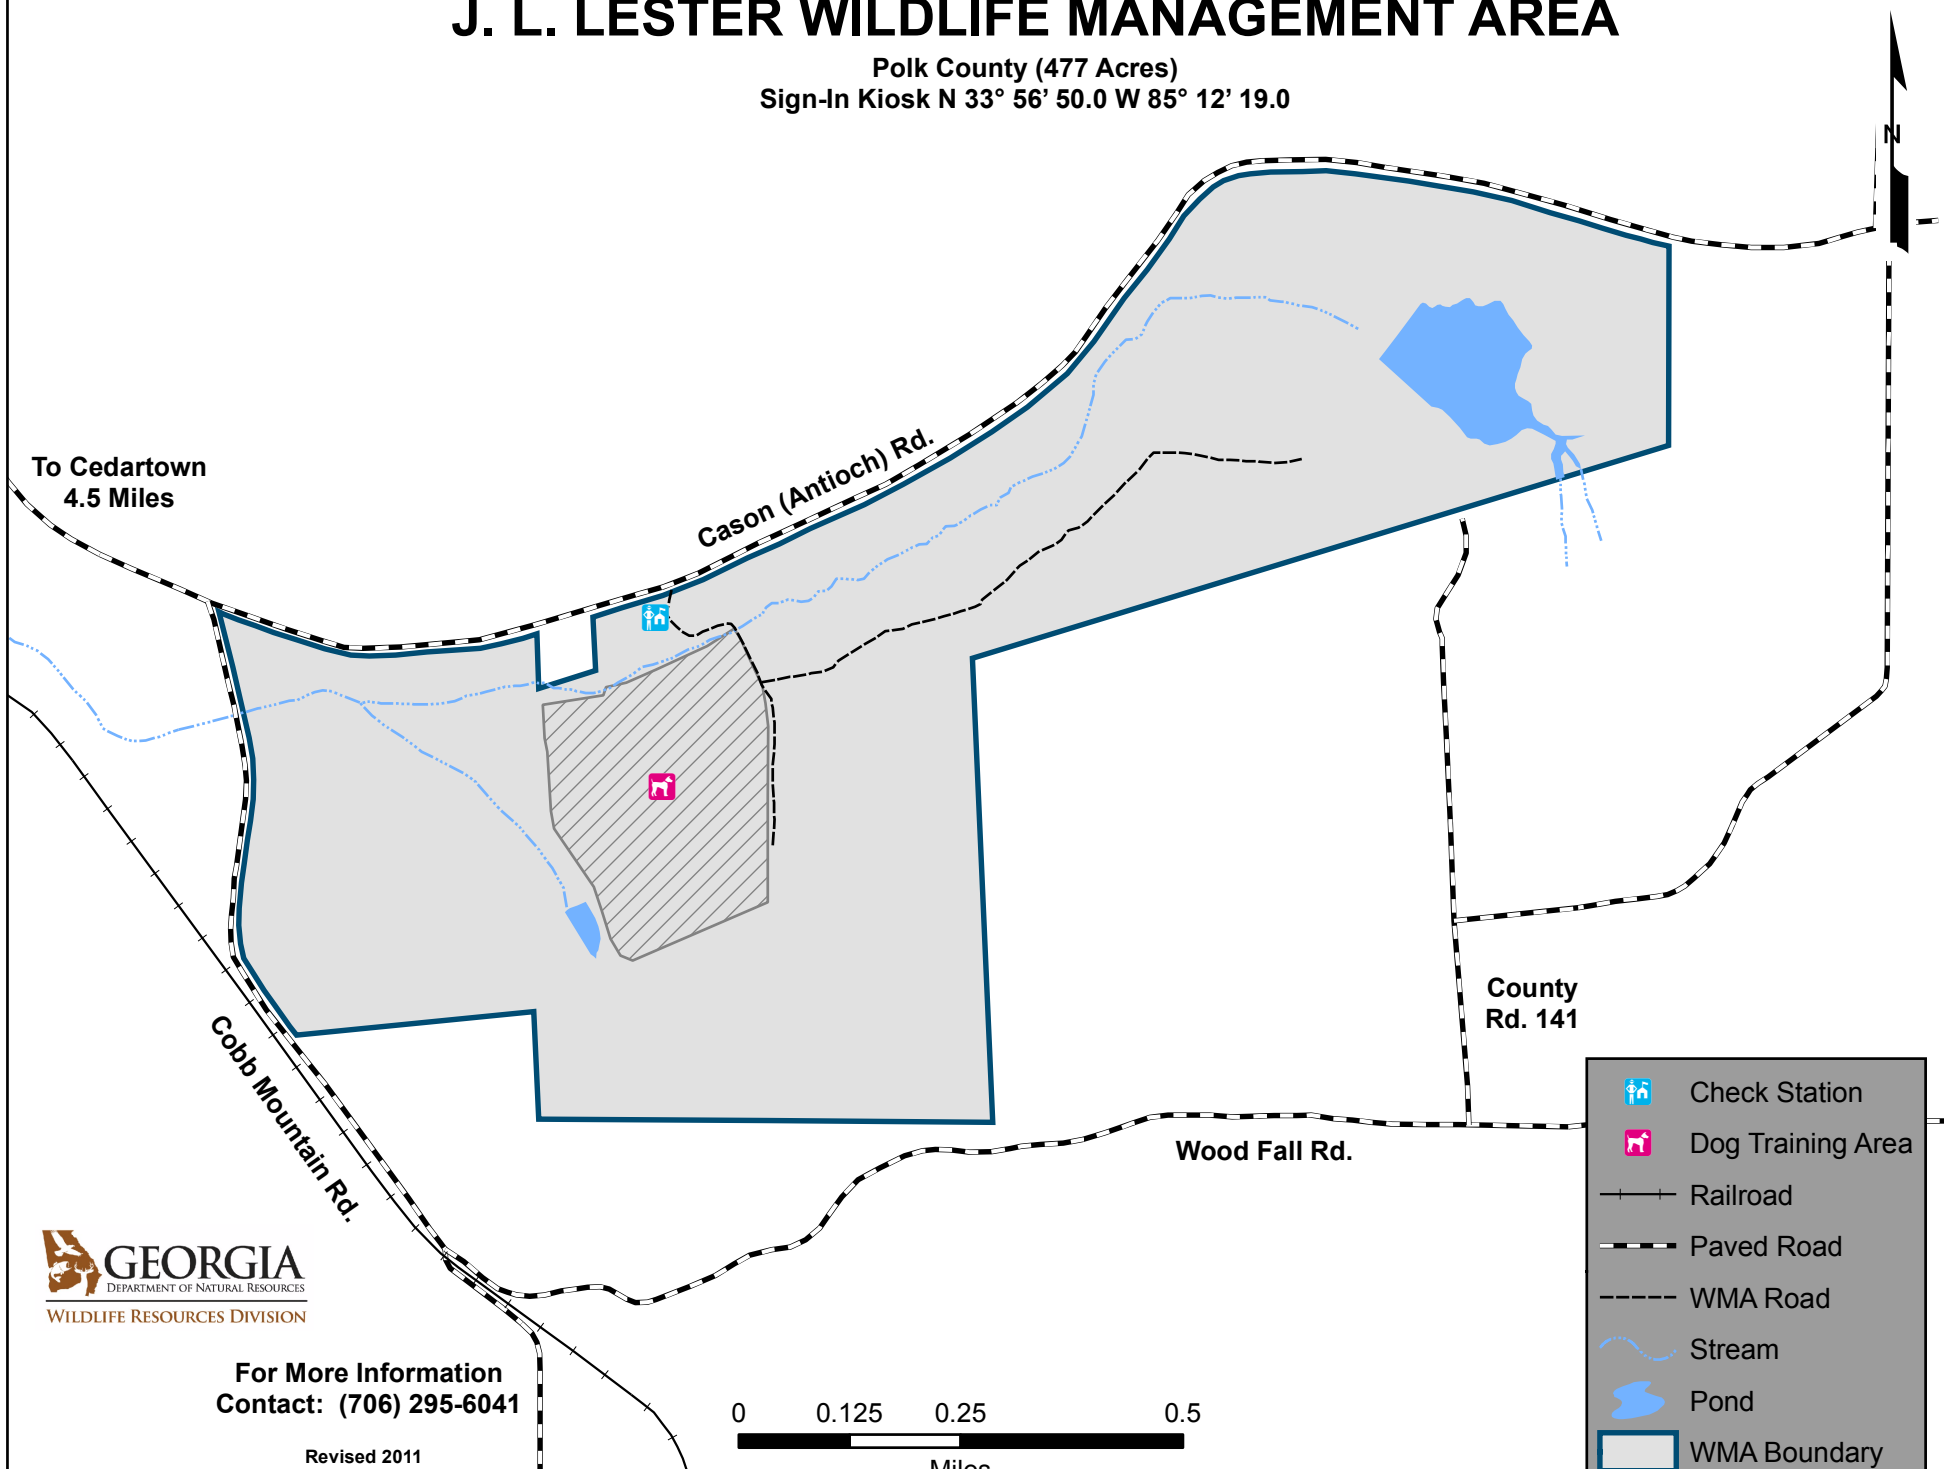 J. L. LESTER WILDLIFE MANAGEMENT AREA
Polk County (477 Acres)
Sign-In Kiosk N 33° 56’ 50.0 W 85° 12’ 19.0
N
To Cedartown
4.5 Miles
Cason (Antioch) Rd.
County
Rd. 141
Cobb Mountain Rd.
Wood Fall Rd.
Check Station
Dog Training Area
Railroad
Paved Road
WMA Road
Stream
Pond
WMA Boundary
GEORGIA
DEPARTMENT OF NATURAL RESOURCES
WILDLIFE RESOURCES DIVISION
For More Information
Contact: (706) 295-6041
Revised 2011
0 0.125 0.25 0.5
Miles